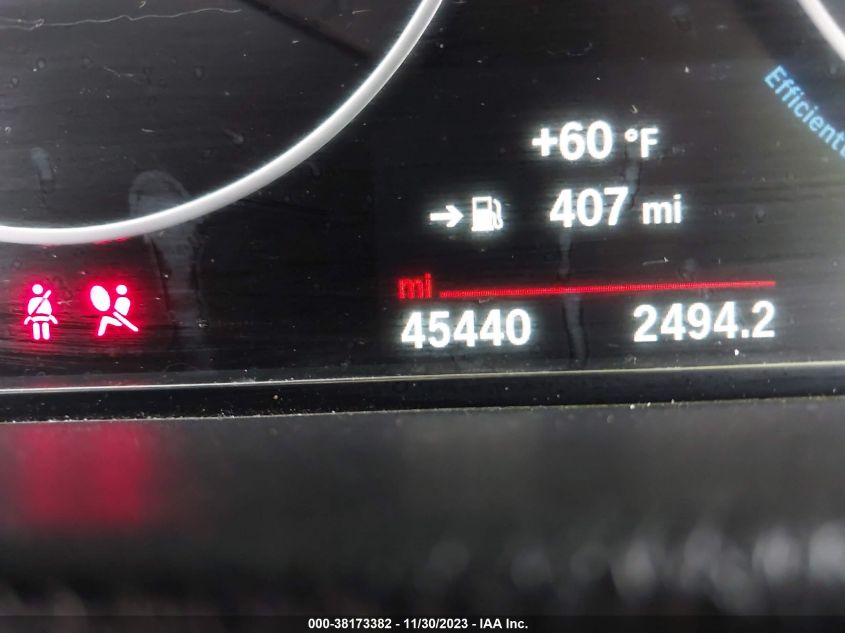 Efficient
+60 °F
407 mi
mi
45440 2494.2
000-38173382 - 11/30/2023 - IAA Inc.